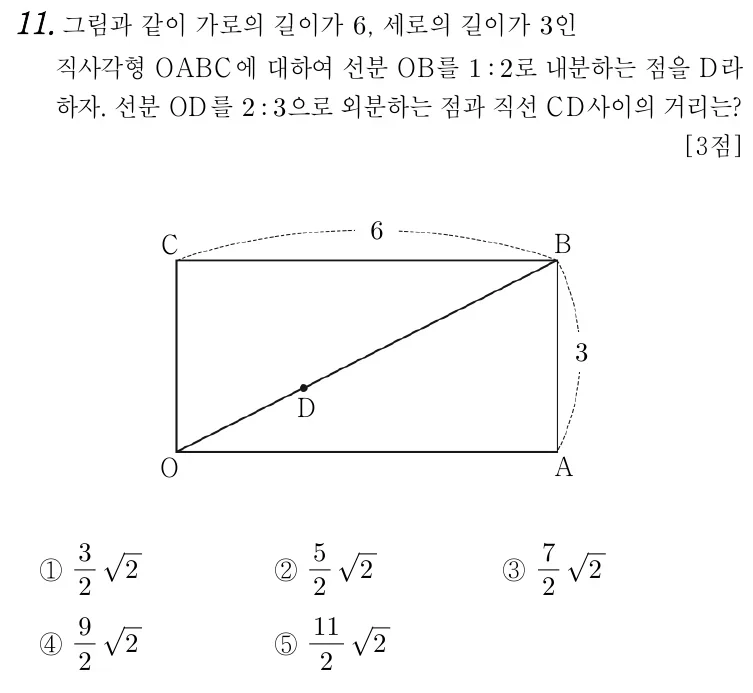 11. 그림과 같이 가로의 길이가 6, 세로의 길이가 3인
직사각형 OABC에 대하여 선분 OB를 1 : 2로 내분하는 점을 D라
하자. 선분 OD를 2 : 3으로 외분하는 점과 직선 CD사이의 거리는?
[3점]
C 6 B
3
D
O A
① 3/2 √2 ② 5/2 √2 ③ 7/2 √2
④ 9/2 √2 ⑤ 11/2 √2